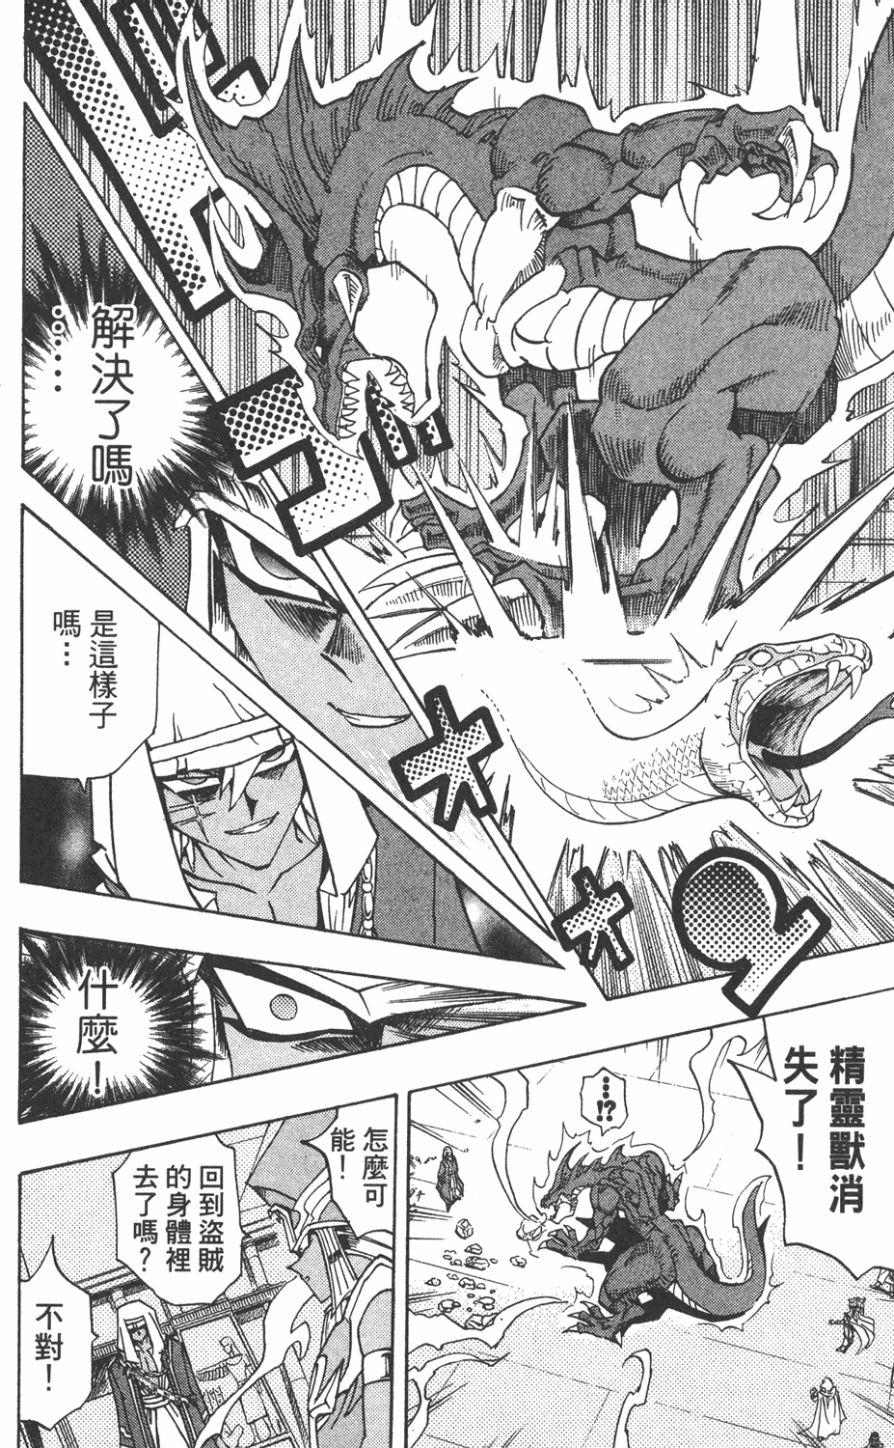 解決了嗎
……
是這樣子
嗎…
什麼！
精靈獸消
失了！
…!?
怎麼可
能！
回到盜賊
的身體裡
去了嗎？
不對！